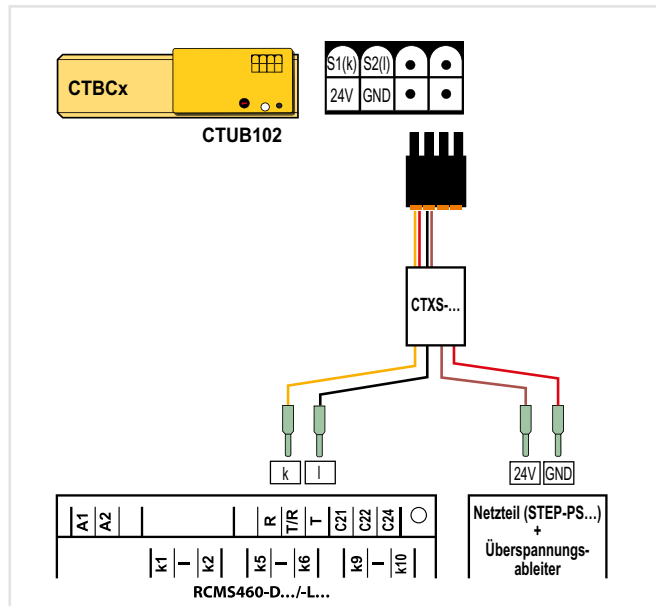 CTBCx
CTUB102
S1(k) S2(l)
24V GND
CTXS-...
k l
24V GND
A1 A2 R T/R T C21 C22 C24
k1 l k2 k5 l k6 k9 l k10
RCMS460-D.../-L...
Netzteil (STEP-PS...)
+
Überspannungs-
ableiter